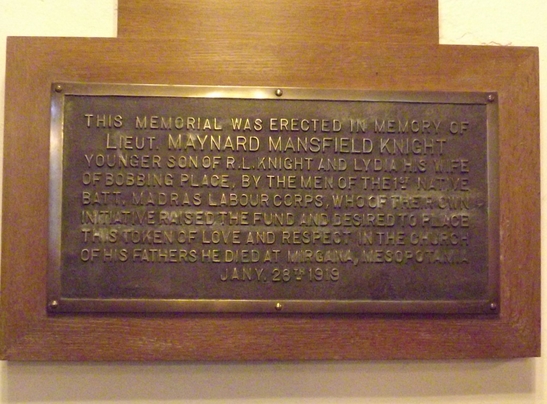 THIS MEMORIAL WAS ERECTED IN MEMORY OF
LIEUT. MAYNARD MANSFIELD KNIGHT
YOUNGER SON OF R.L. KNIGHT AND LYDIA HIS WIFE
OF BOBBING PLACE, BY THE MEN OF THE 1ST NATIVE
BATT. MADRAS LABOUR CORPS, WHO OF THEIR OWN
INITIATIVE RAISED THE FUND AND DESIRED TO PLACE
THIS TOKEN OF LOVE AND RESPECT IN THE CHURCH
OF HIS FATHERS HE DIED AT MIRGANA, MESOPOTAMIA
JANY. 28TH 1919